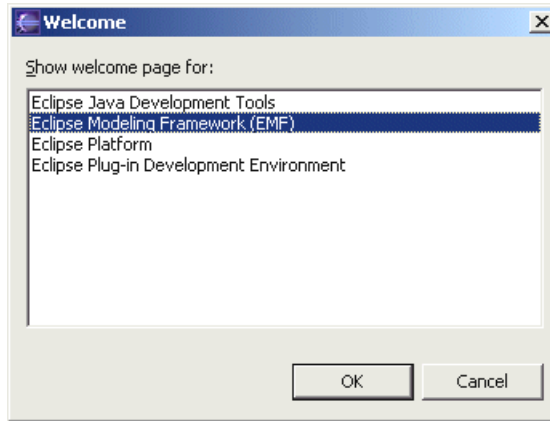 Welcome
Show welcome page for:
Eclipse Java Development Tools
Eclipse Modeling Framework (EMF)
Eclipse Platform
Eclipse Plug-in Development Environment
OK
Cancel